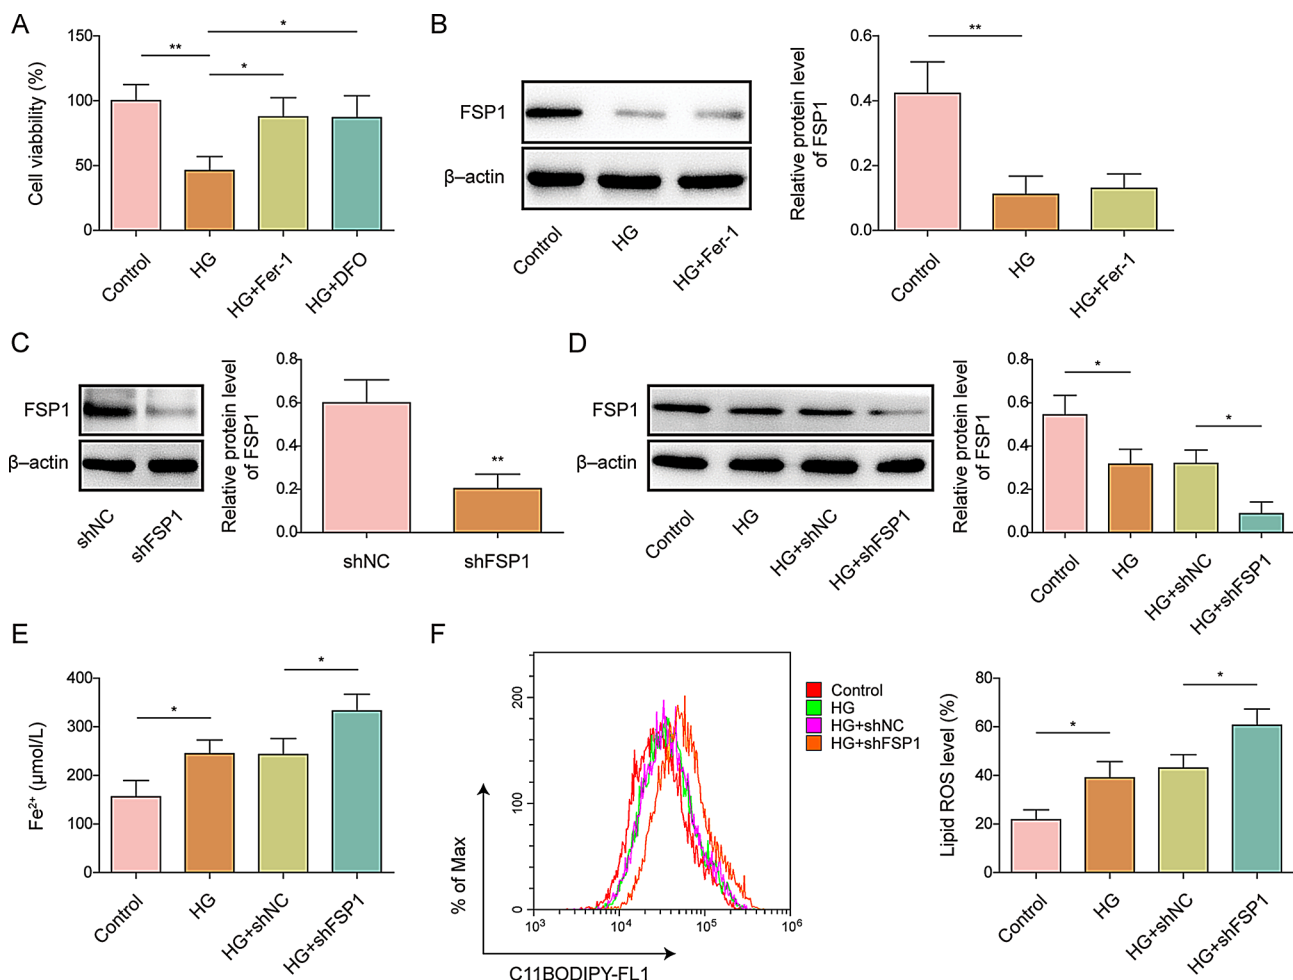 A
Cell viabbility (%)
150
100
50
0
**
*
*
Control
HG
HG+Fer-1
HG+DFO
B
FSP1
β–actin
Control
HG
HG+Fer-1
Relative protein level
of FSP1
0.6
0.4
0.2
0.0
**
Control
HG
HG+Fer-1
C
FSP1
β–actin
shNC
shFSP1
Relative protein level
of FSP1
0.8
0.6
0.4
0.2
0.0
**
shNC
shFSP1
D
FSP1
β–actin
Control
HG
HG+shNC
HG+shFSP1
Relative protein level
of FSP1
0.8
0.6
0.4
0.2
0.0
*
*
Control
HG
HG+shNC
HG+shFSP1
E
Fe²⁺ (μmol/L)
400
300
200
100
0
*
*
Control
HG
HG+shNC
HG+shFSP1
F
% of Max
200
100
0
10³
10⁴
10⁵
10⁶
C11BODIPY-FL1
Control
HG
HG+shNC
HG+shFSP1
Lipid ROS level (%)
80
60
40
20
0
*
*
Control
HG
HG+shNC
HG+shFSP1